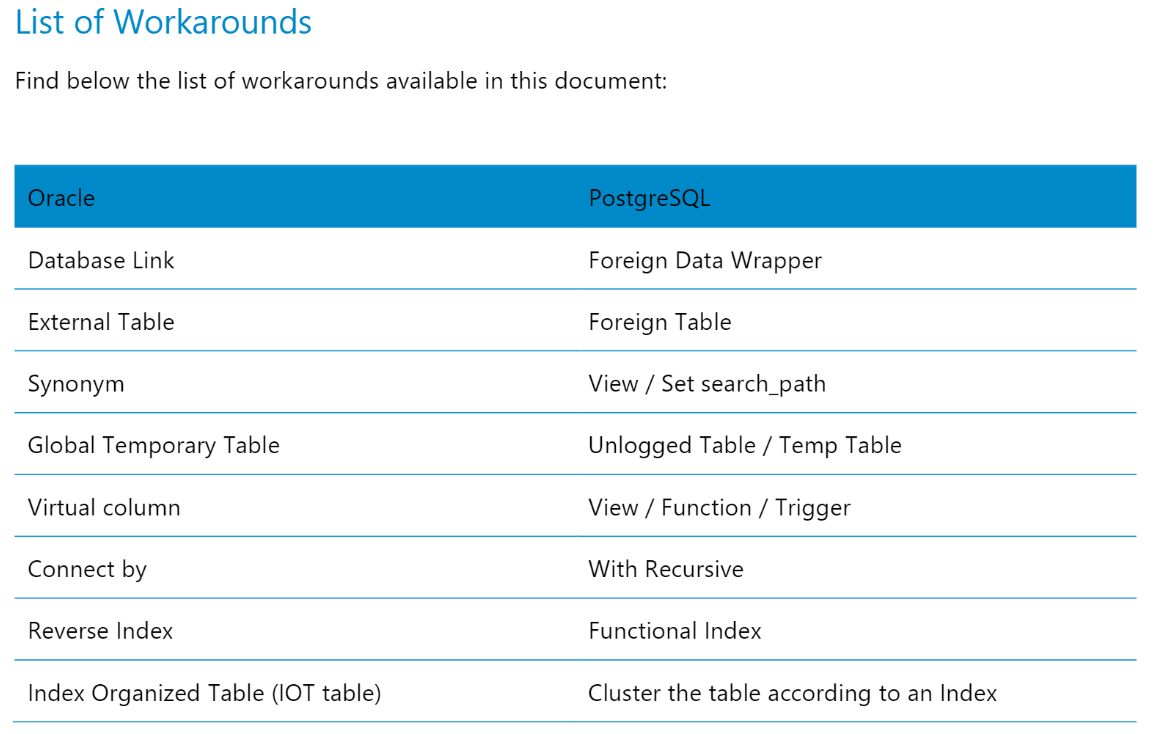 List of Workarounds
Find below the list of workarounds available in this document:
Oracle PostgreSQL
Database Link Foreign Data Wrapper
External Table Foreign Table
Synonym View / Set search_path
Global Temporary Table Unlogged Table / Temp Table
Virtual column View / Function / Trigger
Connect by With Recursive
Reverse Index Functional Index
Index Organized Table (IOT table) Cluster the table according to an Index